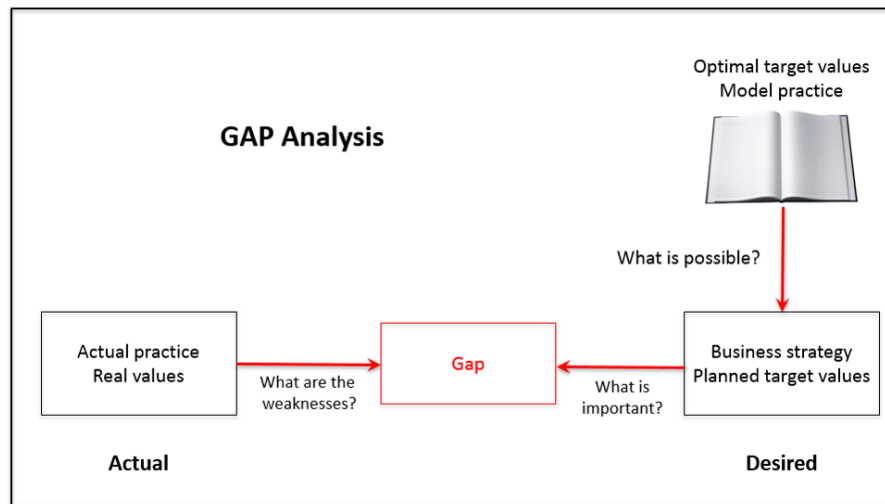 Optimal target values
Model practice
GAP Analysis
What is possible?
Actual practice
Real values
What are the
weaknesses?
Gap
What is
important?
Business strategy
Planned target values
Actual
Desired